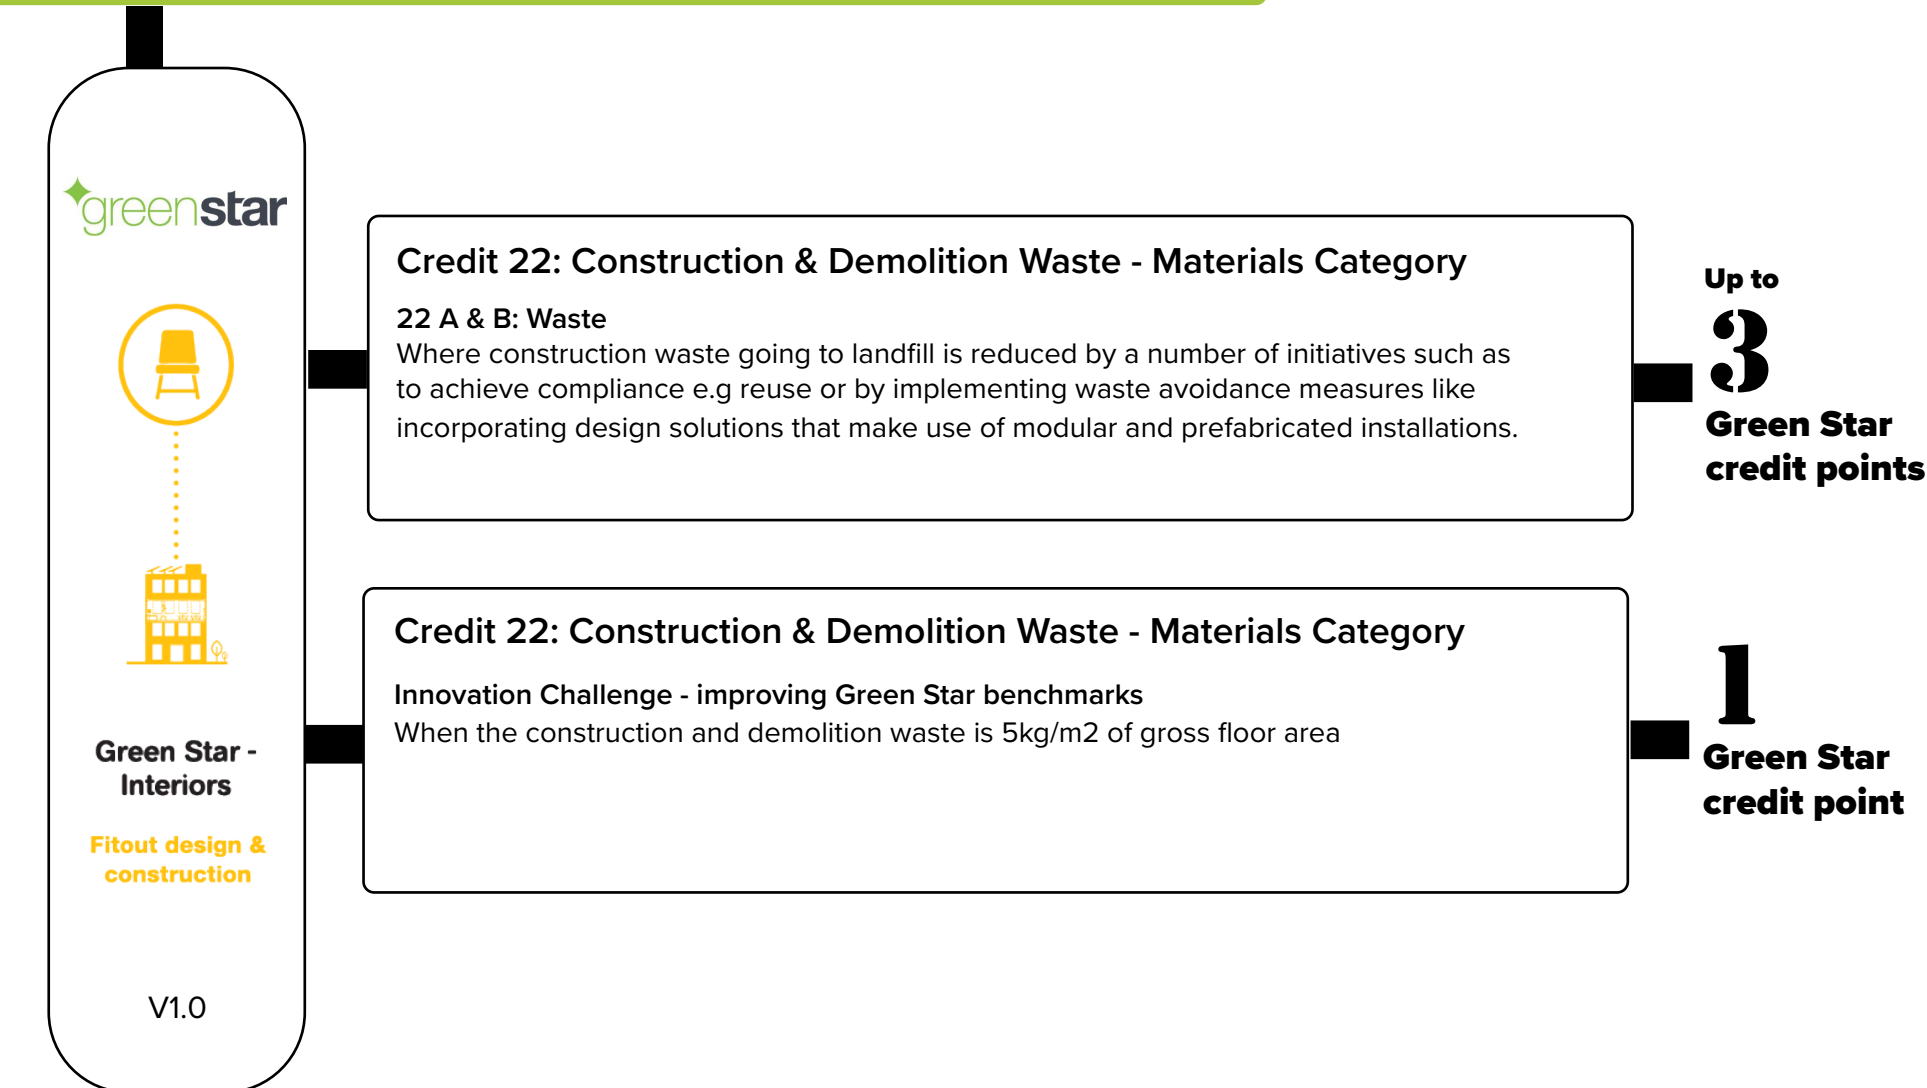 greenstar
Green Star -
Interiors
Fitout design &
construction
V1.0
Credit 22: Construction & Demolition Waste - Materials Category
22 A & B: Waste
Where construction waste going to landfill is reduced by a number of initiatives such as
to achieve compliance e.g reuse or by implementing waste avoidance measures like
incorporating design solutions that make use of modular and prefabricated installations.
Up to
3
Green Star
credit points
Credit 22: Construction & Demolition Waste - Materials Category
Innovation Challenge - improving Green Star benchmarks
When the construction and demolition waste is 5kg/m2 of gross floor area
1
Green Star
credit point